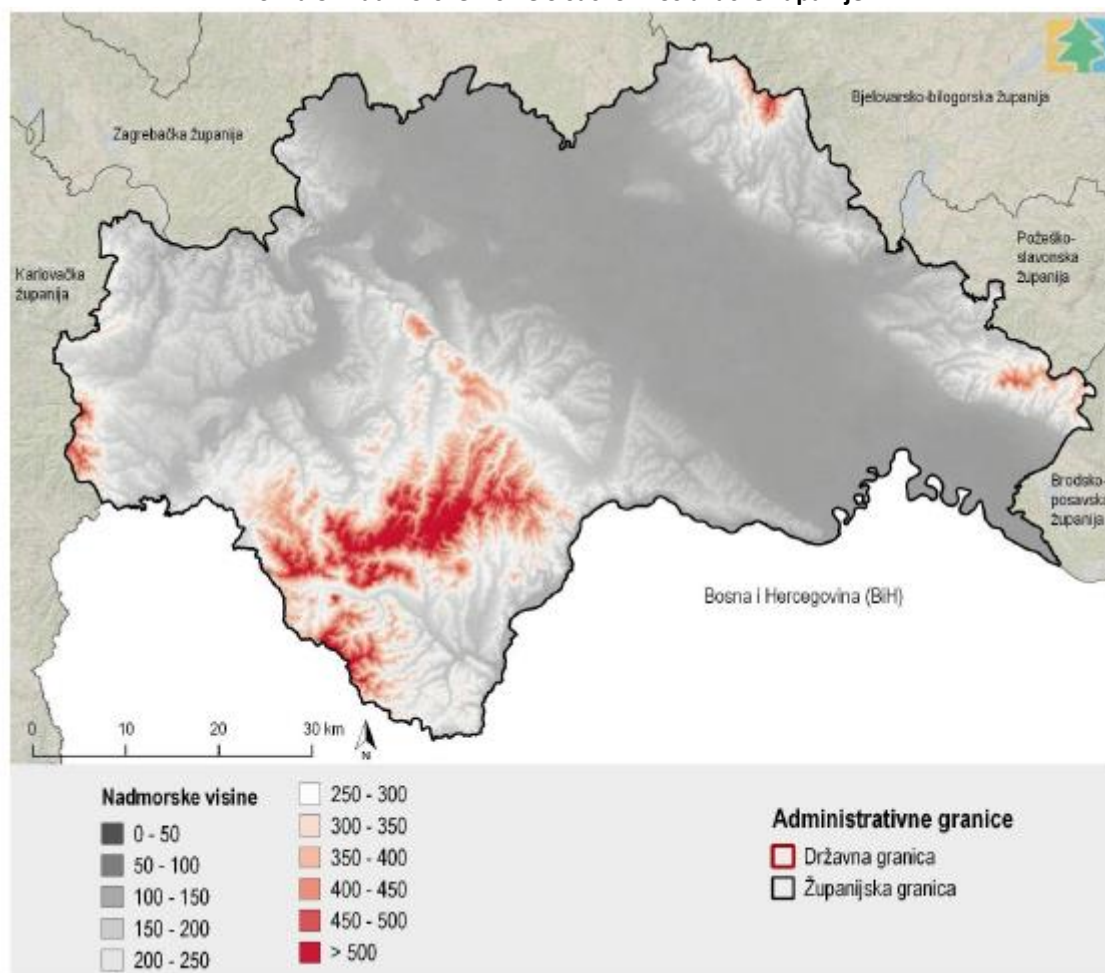 Zagrebačka županija
Bjelovarsko-bilogorska županija
Karlovačka
županija
Požeško-
slavonska
županija
Brodsko-
posavska
županija
Bosna i Hercegovina (BiH)
0 10 20 30 km
N
Nadmorske visine
0 - 50
50 - 100
100 - 150
150 - 200
200 - 250
250 - 300
300 - 350
350 - 400
400 - 450
450 - 500
> 500
Administrativne granice
Državna granica
Županijska granica